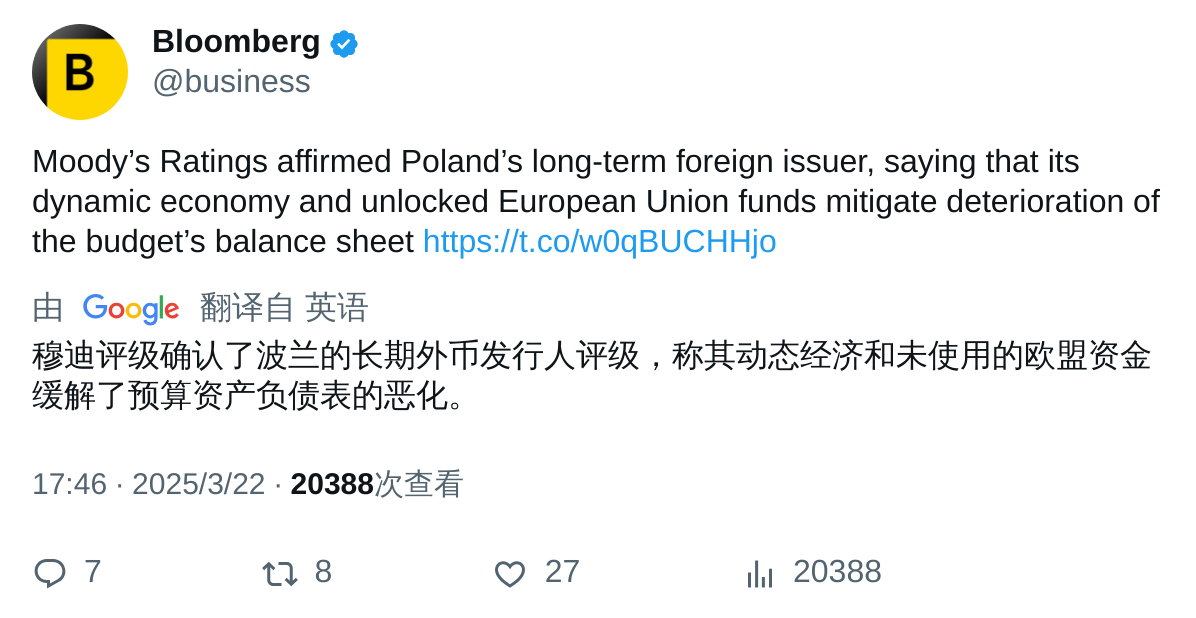 B
Bloomberg
@business
Moody’s Ratings affirmed Poland’s long-term foreign issuer, saying that its
dynamic economy and unlocked European Union funds mitigate deterioration of
the budget’s balance sheet https://t.co/w0qBUCHHjo
由 Google 翻译自 英语
穆迪评级确认了波兰的长期外币发行人评级，称其动态经济和未使用的欧盟资金
缓解了预算资产负债表的恶化。
17:46 · 2025/3/22 · 20388次查看
7 8 27 20388